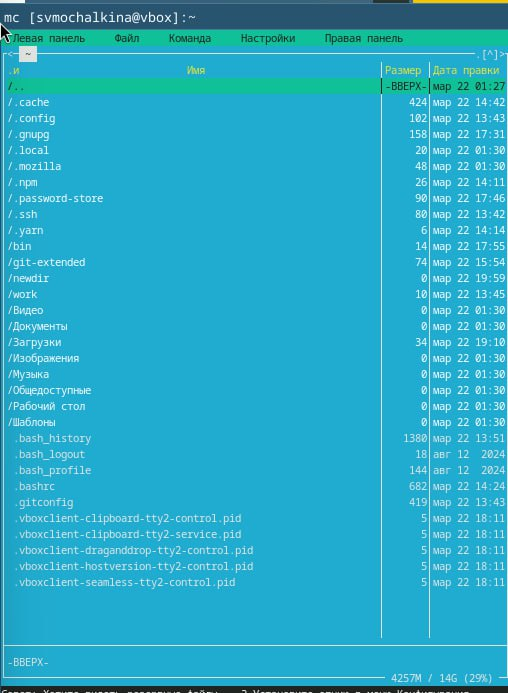 mc [svmochalkina@vbox]:~
Левая панель Файл Команда Настройки Правая панель
<— ~ .[^]>
.и Имя Размер Дата правки
/.. -ВВЕРХ- мар 22 01:27
/.cache 424 мар 22 14:42
/.config 102 мар 22 13:43
/.gnupg 158 мар 22 17:31
/.local 20 мар 22 01:30
/.mozilla 48 мар 22 01:30
/.npm 26 мар 22 14:11
/.password-store 90 мар 22 17:46
/.ssh 80 мар 22 13:42
/.yarn 6 мар 22 14:14
/bin 14 мар 22 17:55
/git-extended 74 мар 22 15:54
/newdir 0 мар 22 19:59
/work 10 мар 22 13:45
/Видео 0 мар 22 01:30
/Документы 0 мар 22 01:30
/Загрузки 34 мар 22 19:10
/Изображения 0 мар 22 01:30
/Музыка 0 мар 22 01:30
/Общедоступные 0 мар 22 01:30
/Рабочий стол 0 мар 22 01:30
/Шаблоны 0 мар 22 01:30
.bash_history 1380 мар 22 13:51
.bash_logout 18 авг 12 2024
.bash_profile 144 авг 12 2024
.bashrc 682 мар 22 14:24
.gitconfig 419 мар 22 13:43
.vboxclient-clipboard-tty2-control.pid 5 мар 22 18:11
.vboxclient-clipboard-tty2-service.pid 5 мар 22 18:11
.vboxclient-draganddrop-tty2-control.pid 5 мар 22 18:11
.vboxclient-hostversion-tty2-control.pid 5 мар 22 18:11
.vboxclient-seamless-tty2-control.pid 5 мар 22 18:11
-ВВЕРХ-
4257M / 14G (29%)